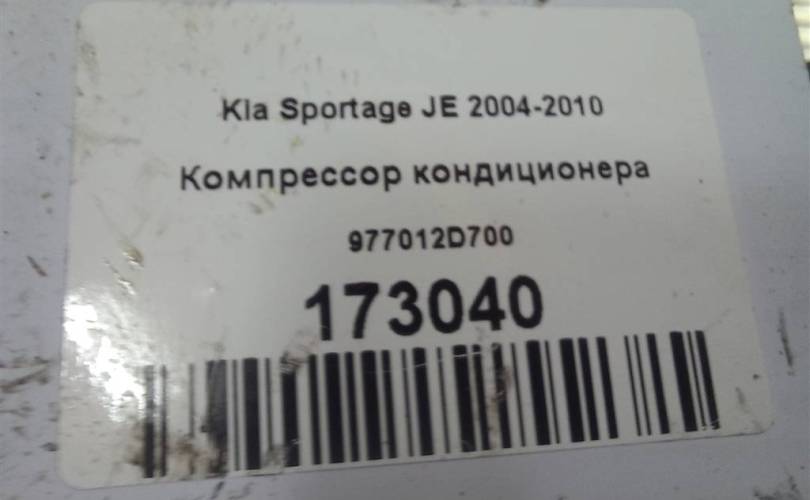 Kia Sportage JE 2004-2010
Компрессор кондиционера
977012D700
173040